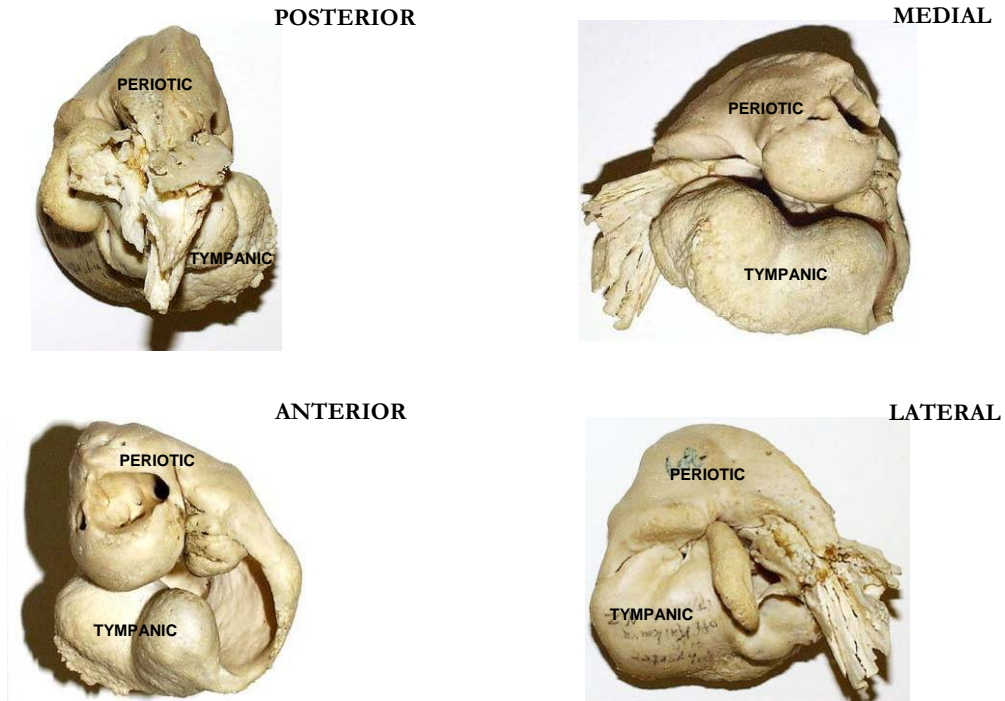 POSTERIOR
MEDIAL
PERIOTIC
PERIOTIC
TYMPANIC
TYMPANIC
ANTERIOR
LATERAL
PERIOTIC
PERIOTIC
TYMPANIC
TYMPANIC